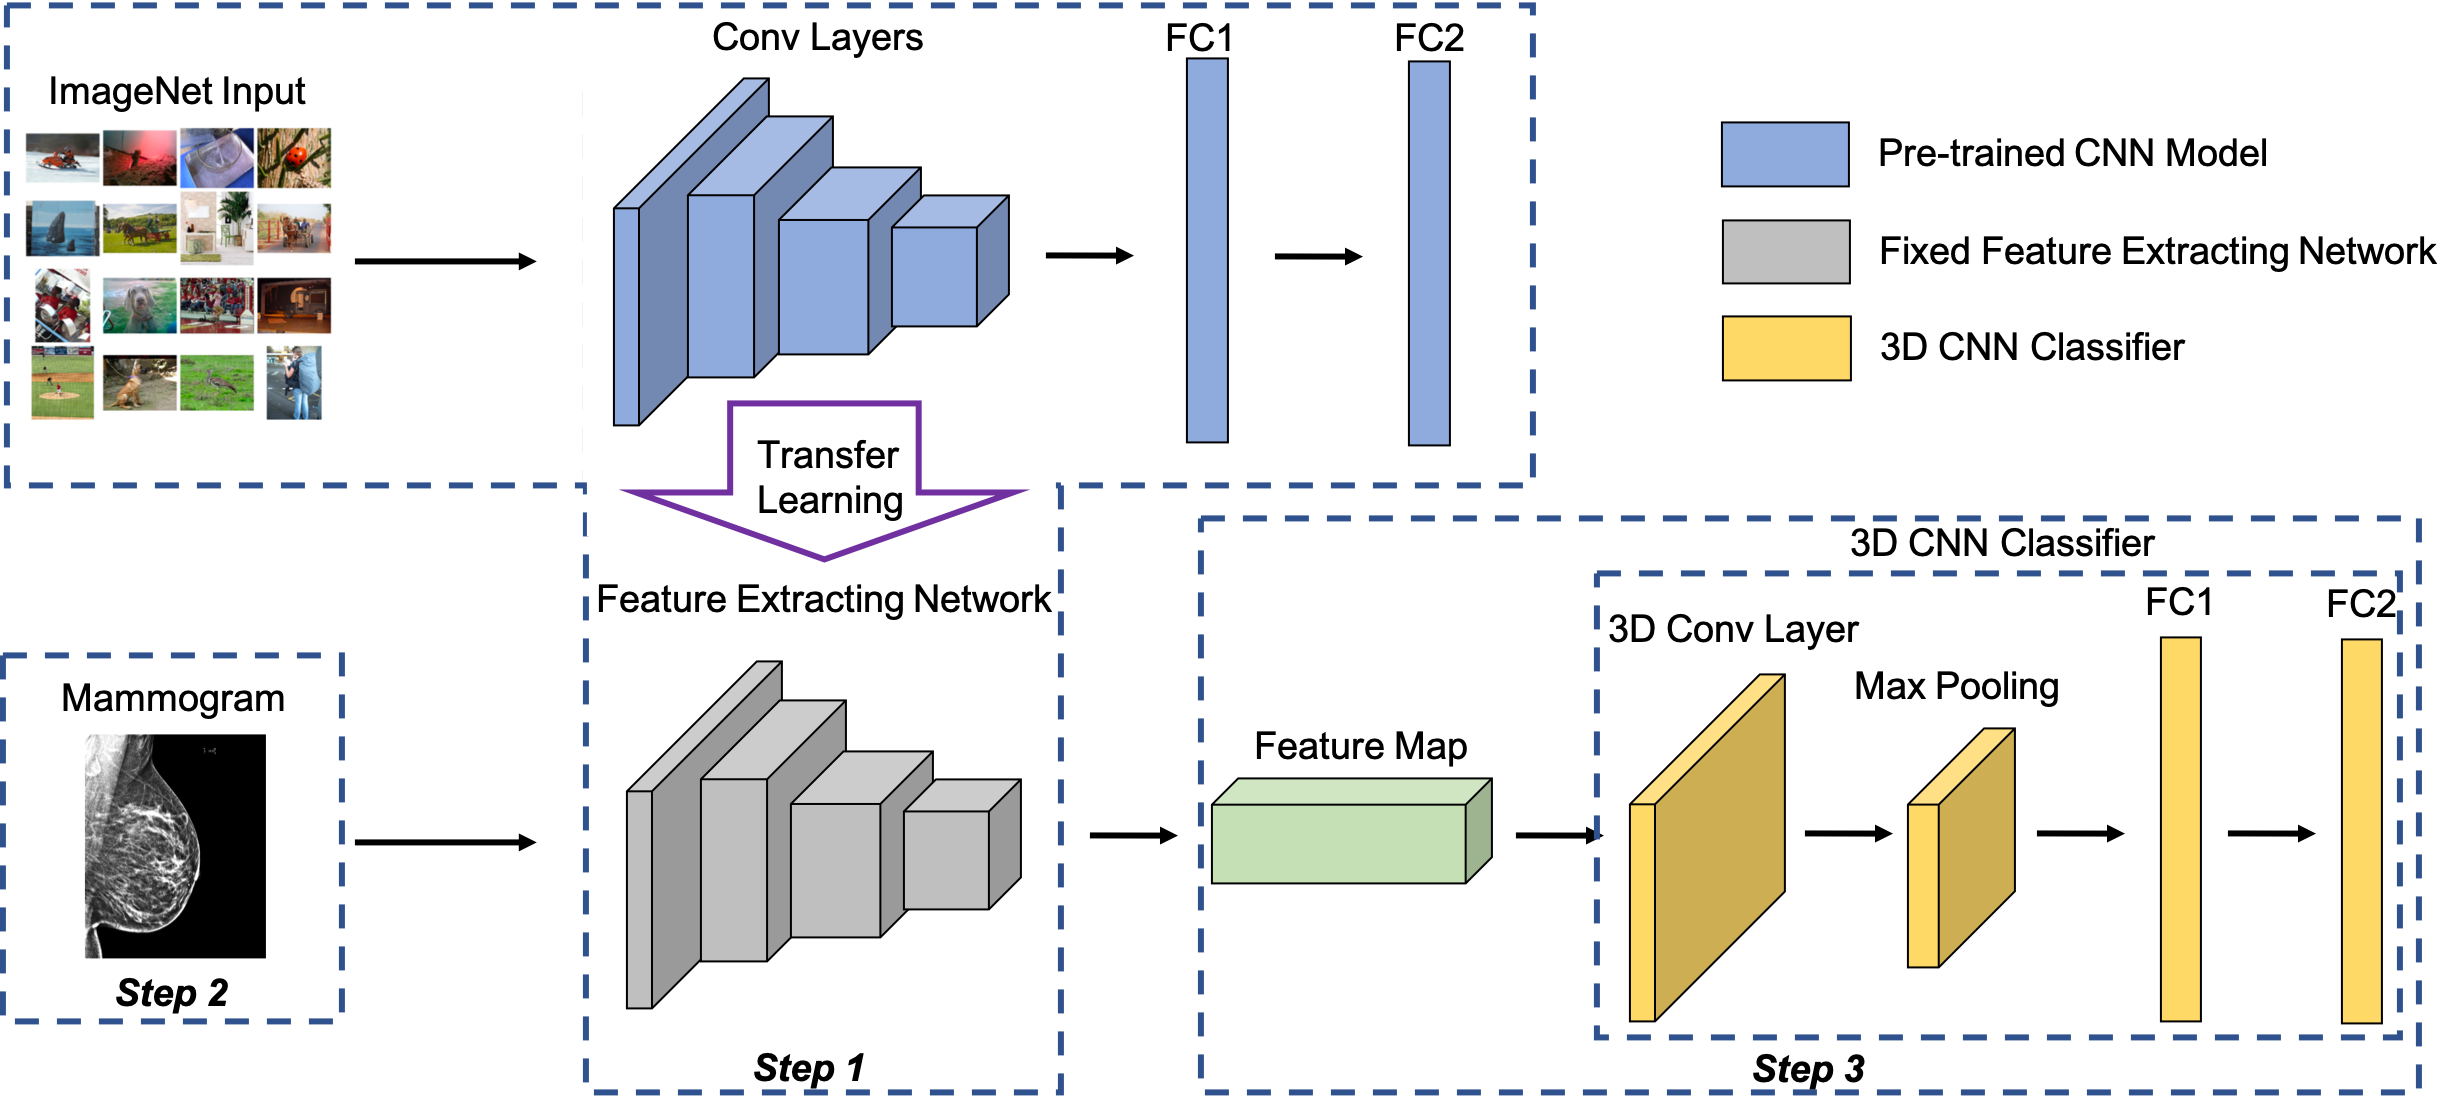 Conv Layers
FC1
FC2
ImageNet Input
Pre-trained CNN Model
Fixed Feature Extracting Network
3D CNN Classifier
Transfer
Learning
Feature Extracting Network
Mammogram
Step 2
Step 1
3D CNN Classifier
3D Conv Layer
Max Pooling
FC1
FC2
Feature Map
Step 3